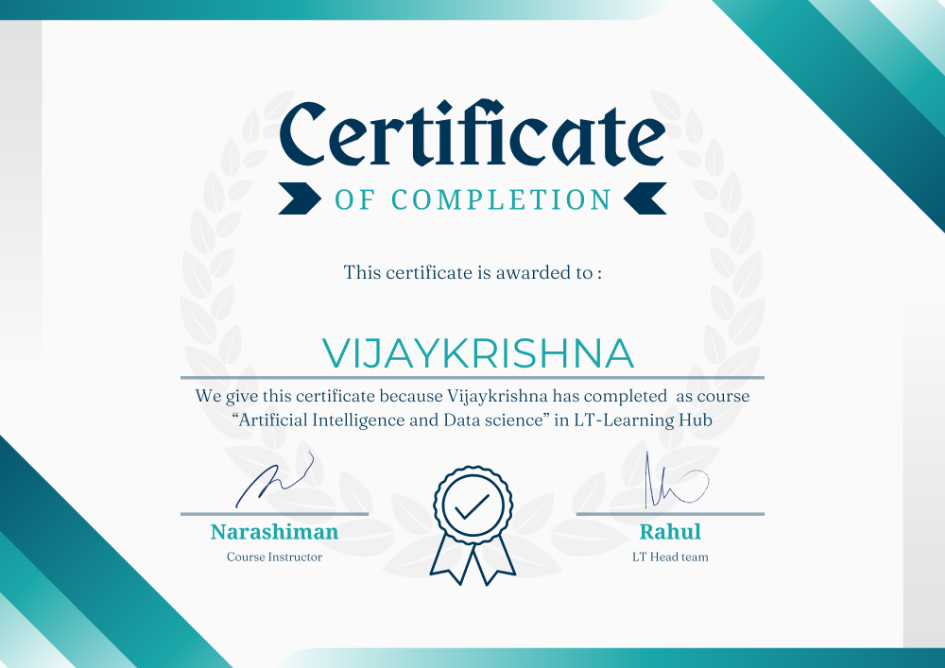 Certificate
OF COMPLETION
This certificate is awarded to :
VIJAYKRISHNA
We give this certificate because Vijaykrishna has completed as course
“Artificial Intelligence and Data science” in LT-Learning Hub
Narashiman
Rahul
Course Instructor
LT Head team